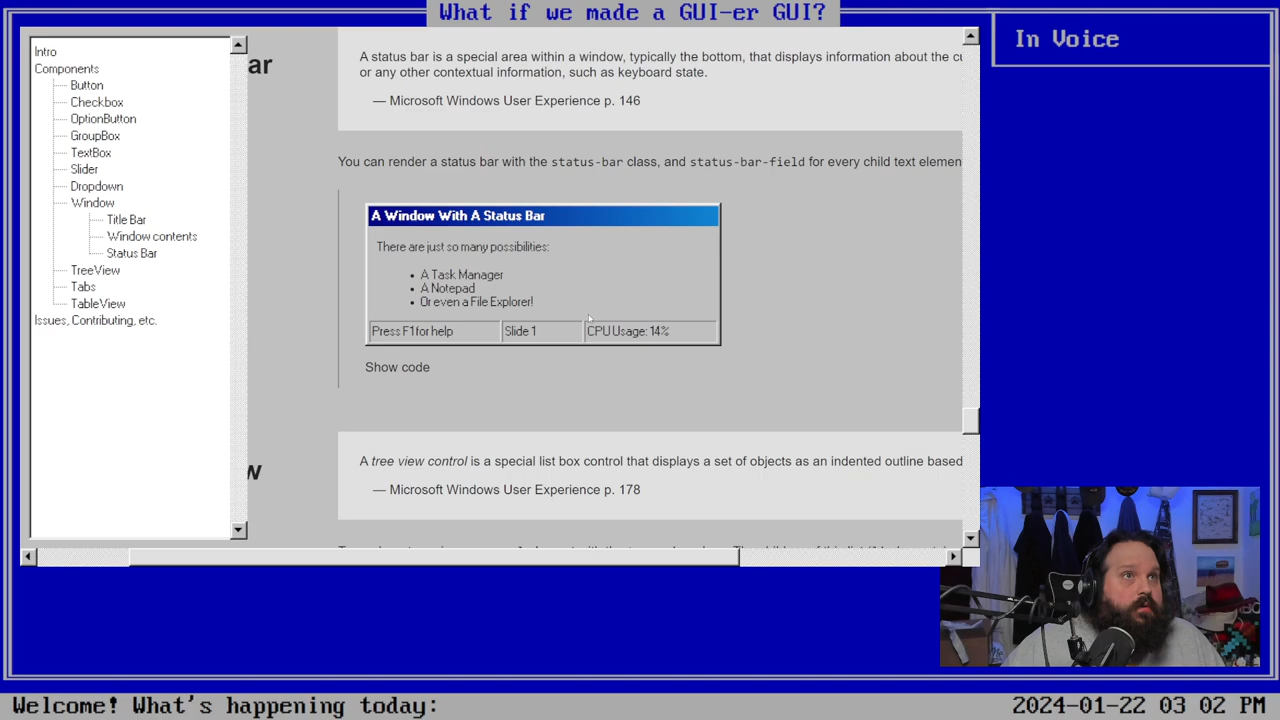 What if we made a GUI-er GUI?
In Voice
Intro
Components
Button
Checkbox
OptionButton
GroupBox
TextBox
Slider
Dropdown
Window
Title Bar
Window contents
Status Bar
TreeView
Tabs
TableView
Issues, Contributing, etc.
ar
A status bar is a special area within a window, typically the bottom, that displays information about the cu
or any other contextual information, such as keyboard state.
— Microsoft Windows User Experience p. 146
You can render a status bar with the status-bar class, and status-bar-field for every child text elemen
A Window With A Status Bar
There are just so many possibilities:
• A Task Manager
• A Notepad
• Or even a File Explorer!
Press F1 for help Slide 1 CPU Usage: 14%
Show code
w
A tree view control is a special list box control that displays a set of objects as an indented outline based
— Microsoft Windows User Experience p. 178
Welcome! What's happening today:
2024-01-22 03 02 PM